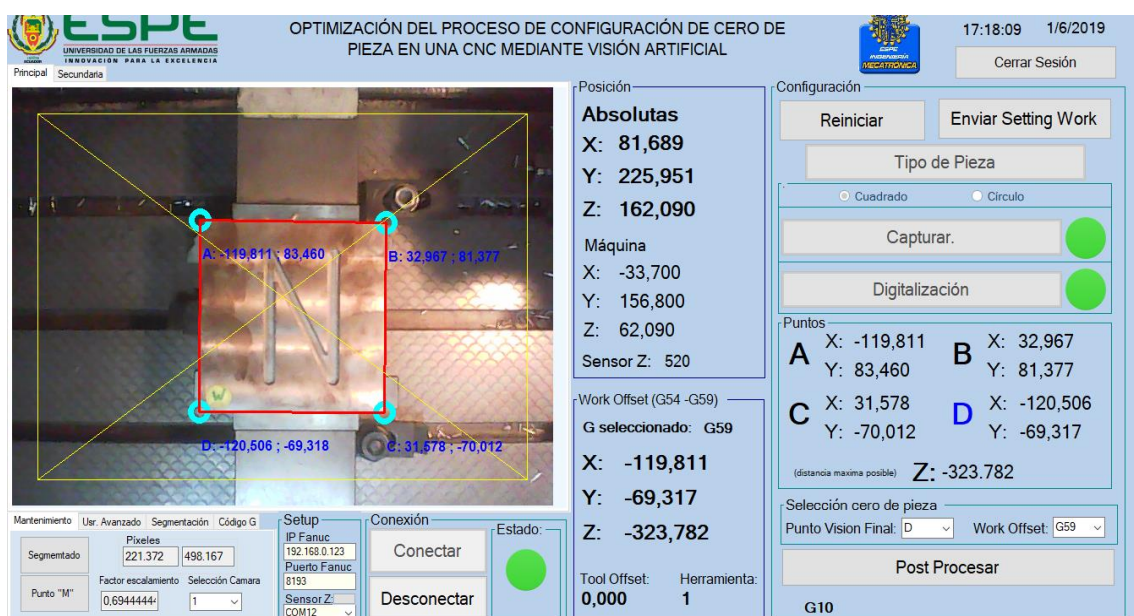 ESPE
UNIVERSIDAD DE LAS FUERZAS ARMADAS
INNOVACIÓN PARA LA EXCELENCIA
OPTIMIZACIÓN DEL PROCESO DE CONFIGURACIÓN DE CERO DE
PIEZA EN UNA CNC MEDIANTE VISIÓN ARTIFICIAL
ESPE
INGENIERÍA
MECATRÓNICA
17:18:09 1/6/2019
Cerrar Sesión
Principal Secundaria
A: -119,811 ; 83,460
B: 32,967 ; 81,377
N
W
D: -120,506 ; -69,318
C: 31,578 ; -70,012
Posición
Absolutas
X: 81,689
Y: 225,951
Z: 162,090
Máquina
X: -33,700
Y: 156,800
Z: 62,090
Sensor Z: 520
Work Offset (G54 -G59)
G seleccionado: G59
X: -119,811
Y: -69,317
Z: -323,782
Tool Offset: Herramienta:
0,000 1
Configuración
Reiniciar Enviar Setting Work
Tipo de Pieza
Cuadrado Círculo
Capturar.
Digitalización
Puntos
A X: -119,811 B X: 32,967
Y: 83,460 Y: 81,377
C X: 31,578 D X: -120,506
Y: -70,012 Y: -69,317
(distancia maxima posible) Z: -323.782
Selección cero de pieza
Punto Vision Final: D Work Offset: G59
Post Procesar
G10
Mantenimiento Usr. Avanzado Segmentación Código G
Segmentado
Píxeles
221.372 498.167
Punto "M"
Factor escalamiento Selección Camara
0,69444444 1
Setup
IP Fanuc
192.168.0.123
Puerto Fanuc
8193
Sensor Z:
COM12
Conexión
Conectar
Desconectar
Estado: